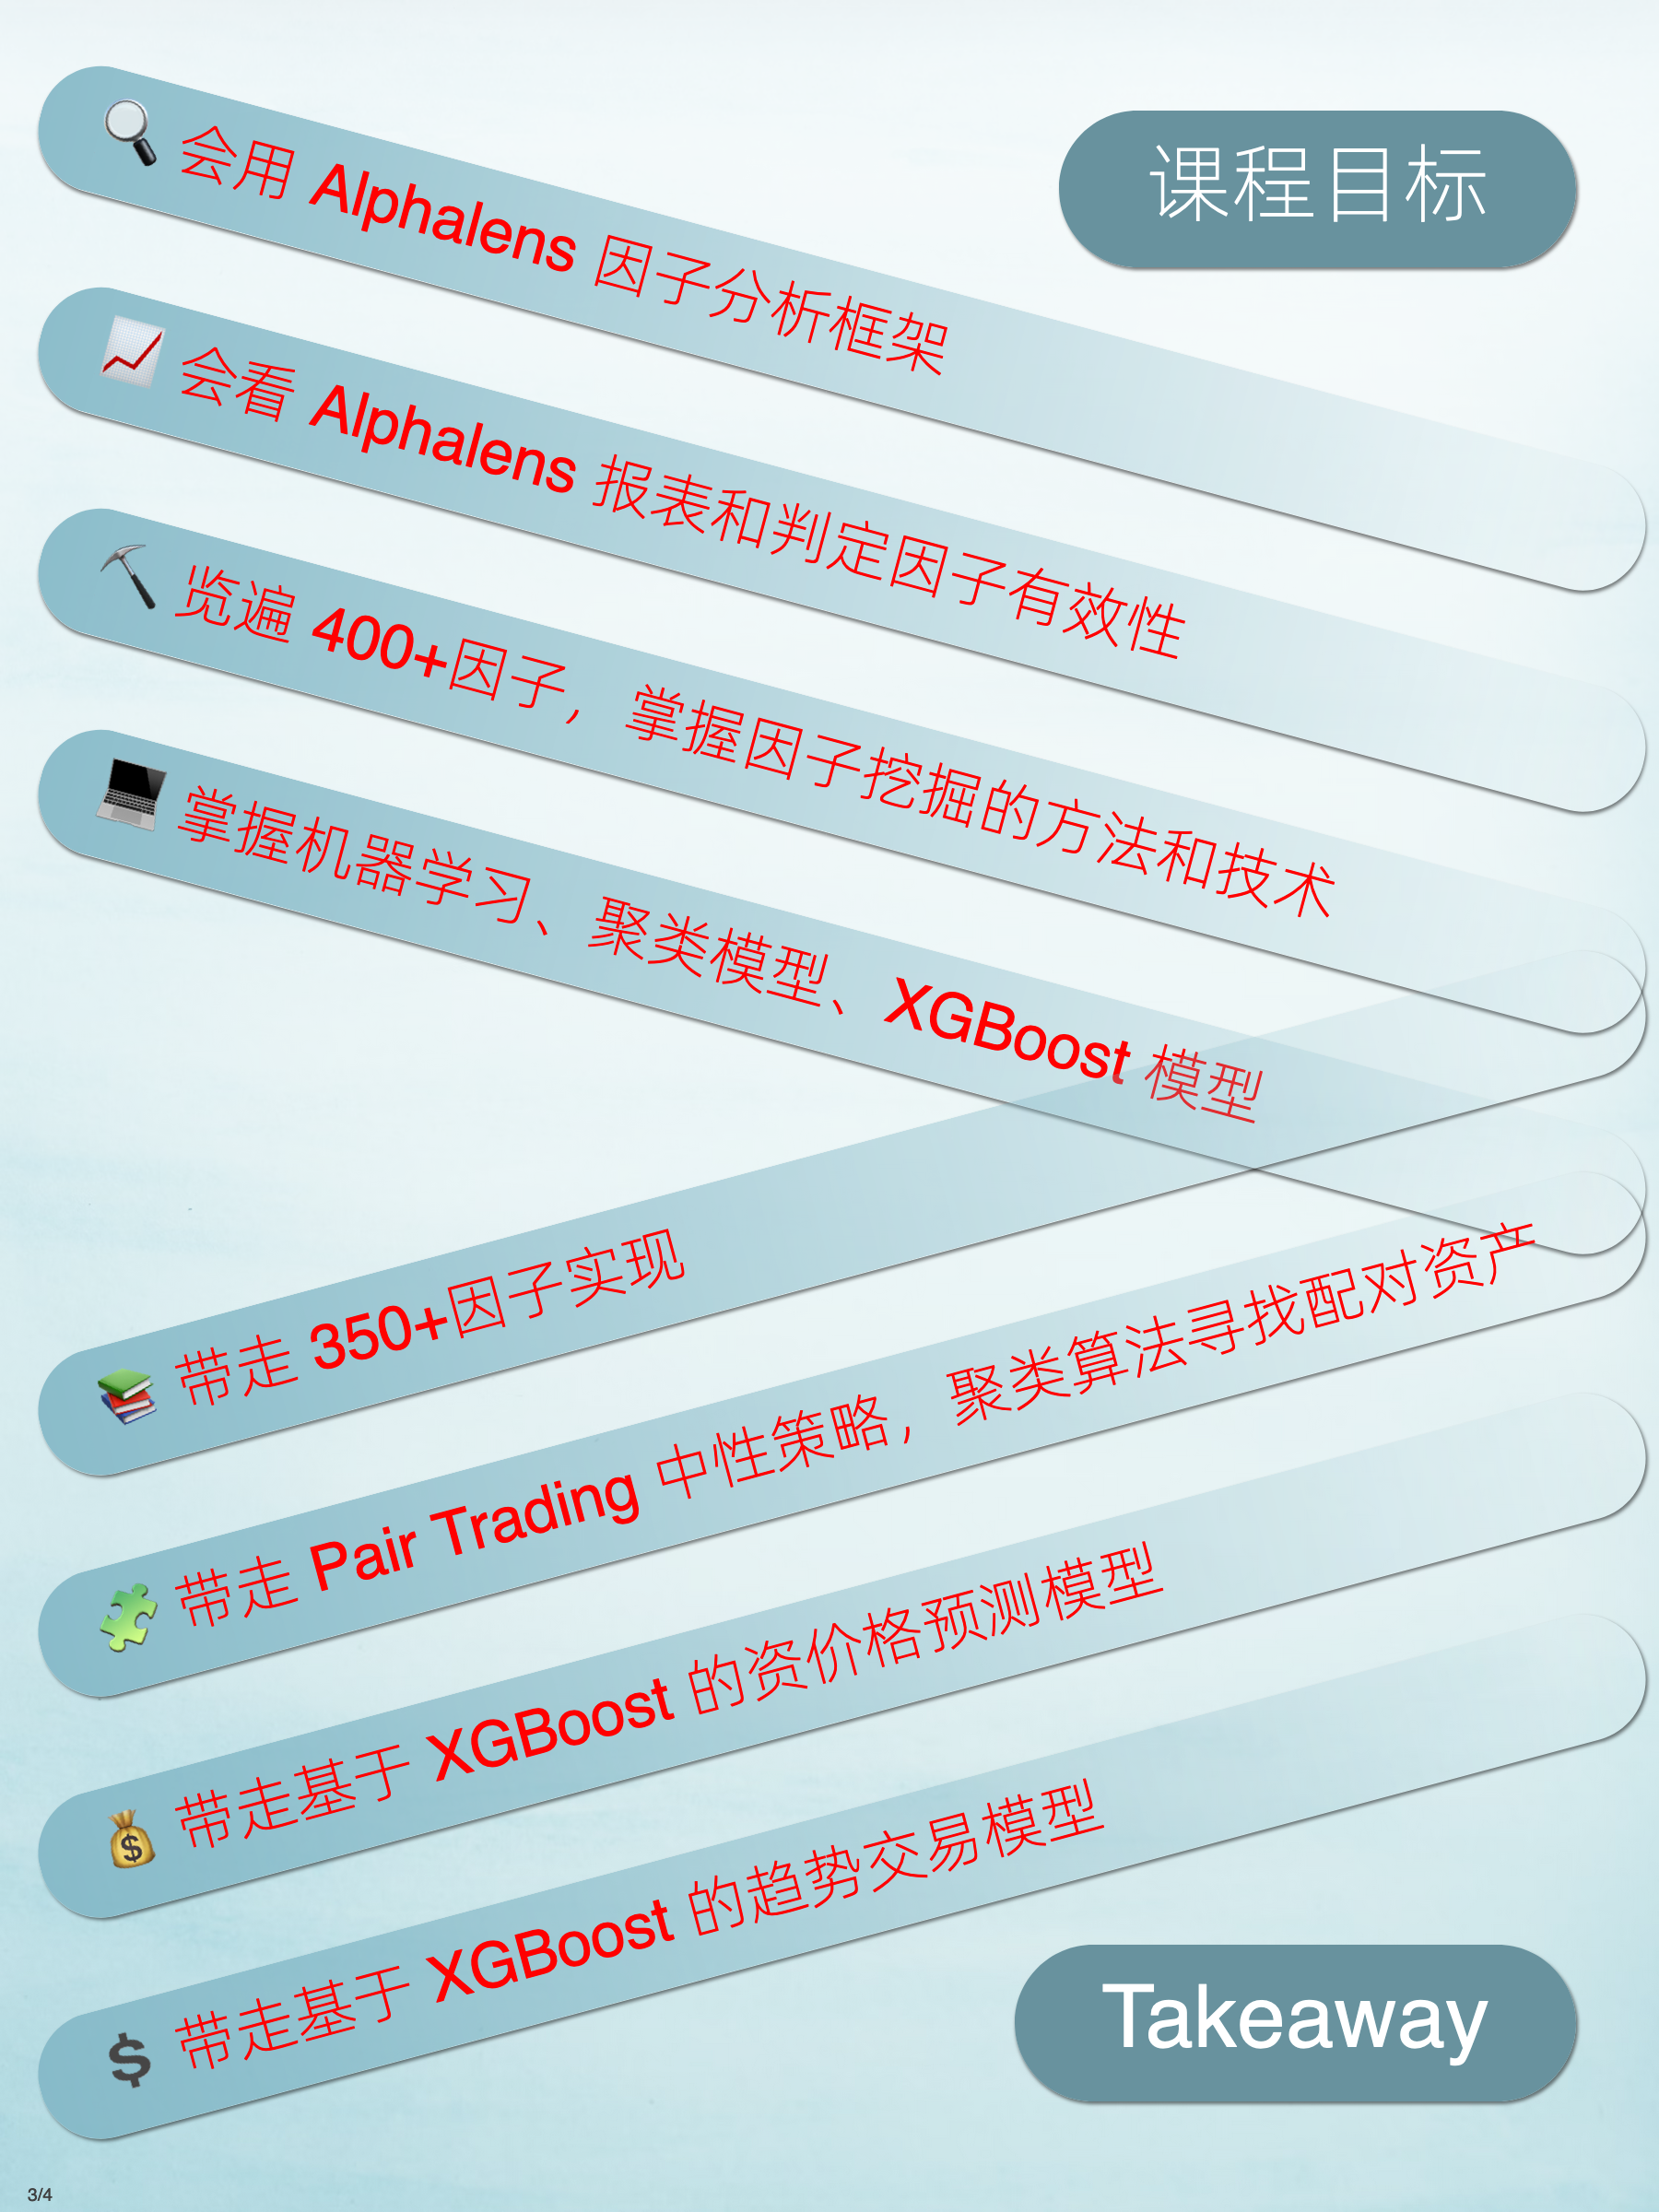 课程目标
会用 Alphalens 因子分析框架
会看 Alphalens 报表和判定因子有效性
览遍 400+因子，掌握因子挖掘的方法和技术
掌握机器学习、聚类模型、XGBoost 模型
带走 350+因子实现
带走 Pair Trading 中性策略，聚类算法寻找配对资产
带走基于 XGBoost 的资价格预测模型
带走基于 XGBoost 的趋势交易模型
Takeaway
3/4